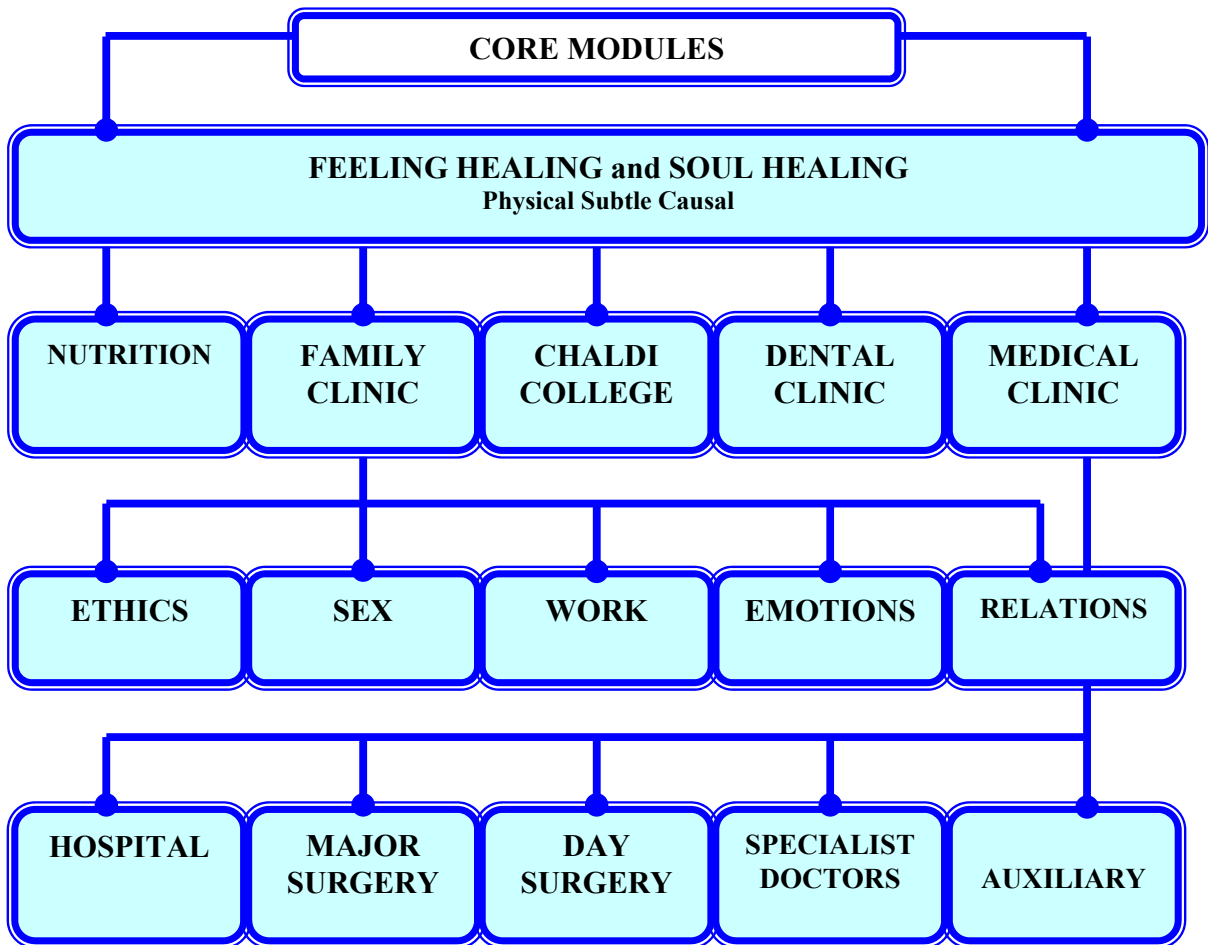 CORE MODULES
FEELING HEALING and SOUL HEALING
Physical Subtle Causal
NUTRITION
FAMILY
CLINIC
CHALDI
COLLEGE
DENTAL
CLINIC
MEDICAL
CLINIC
ETHICS
SEX
WORK
EMOTIONS
RELATIONS
HOSPITAL
MAJOR
SURGERY
DAY
SURGERY
SPECIALIST
DOCTORS
AUXILIARY